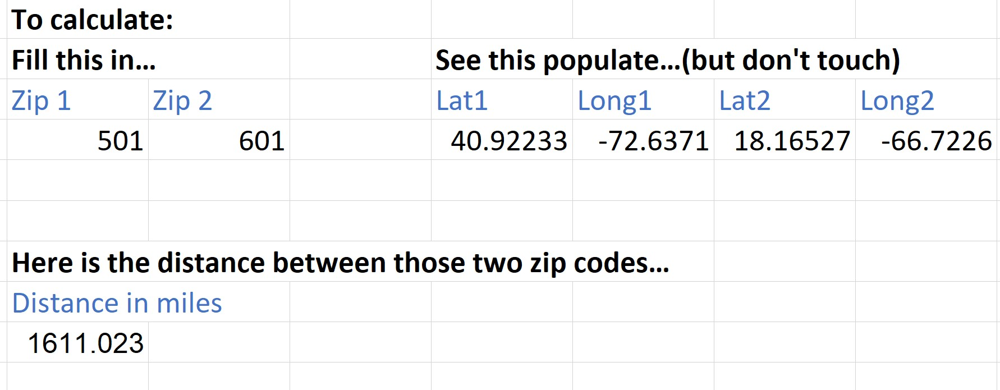 To calculate:
Fill this in... See this populate...(but don't touch)
Zip 1 Zip 2 Lat1 Long1 Lat2 Long2
501 601 40.92233 -72.6371 18.16527 -66.7226
Here is the distance between those two zip codes...
Distance in miles
1611.023